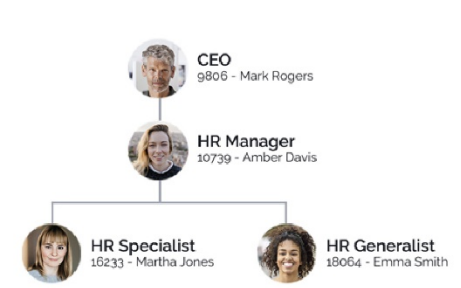 CEO
9806 - Mark Rogers
HR Manager
10739 - Amber Davis
HR Specialist
16233 - Martha Jones
HR Generalist
18064 - Emma Smith